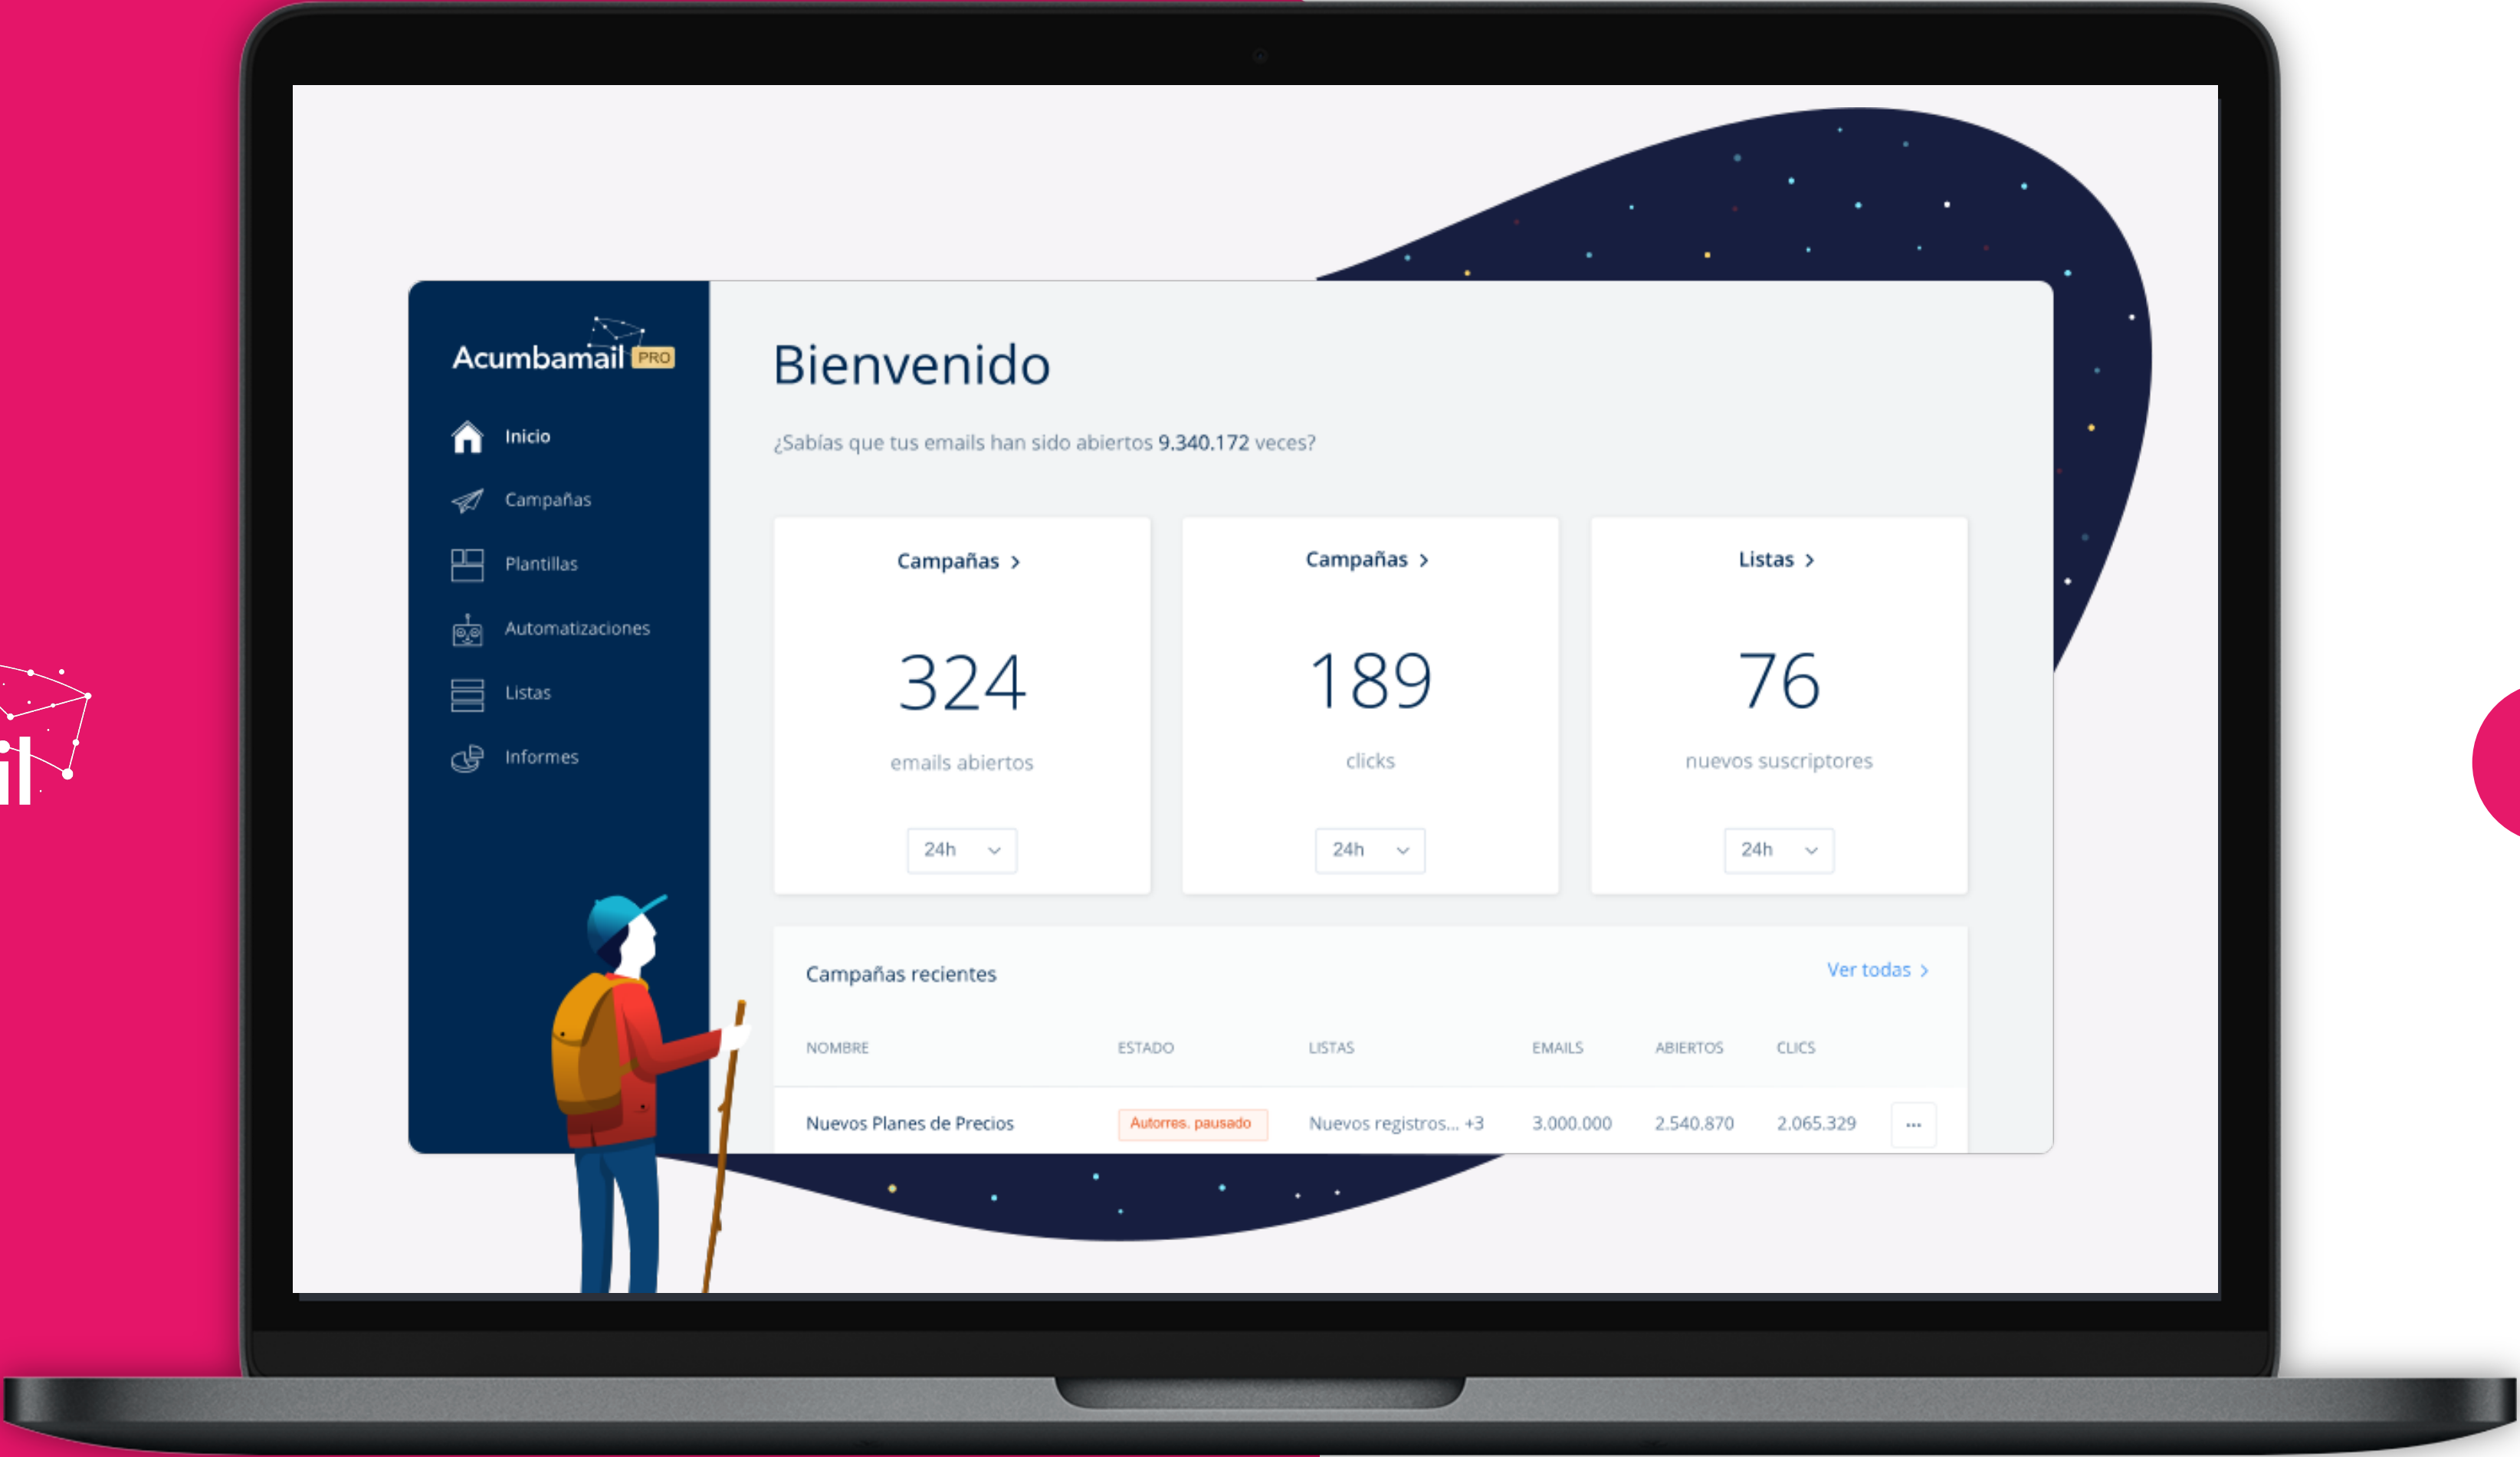 Acumbamail PRO
Inicio
Campañas
Plantillas
Automatizaciones
Listas
Informes
il
Bienvenido
¿Sabías que tus emails han sido abiertos 9.340.172 veces?
Campañas >
324
emails abiertos
24h
Campañas >
189
clicks
24h
Listas >
76
nuevos suscriptores
24h
Campañas recientes
Ver todas >
NOMBRE ESTADO LISTAS EMAILS ABIERTOS CLICS
Nuevos Planes de Precios Autorres. pausado Nuevos registros... +3 3.000.000 2.540.870 2.065.329 ...